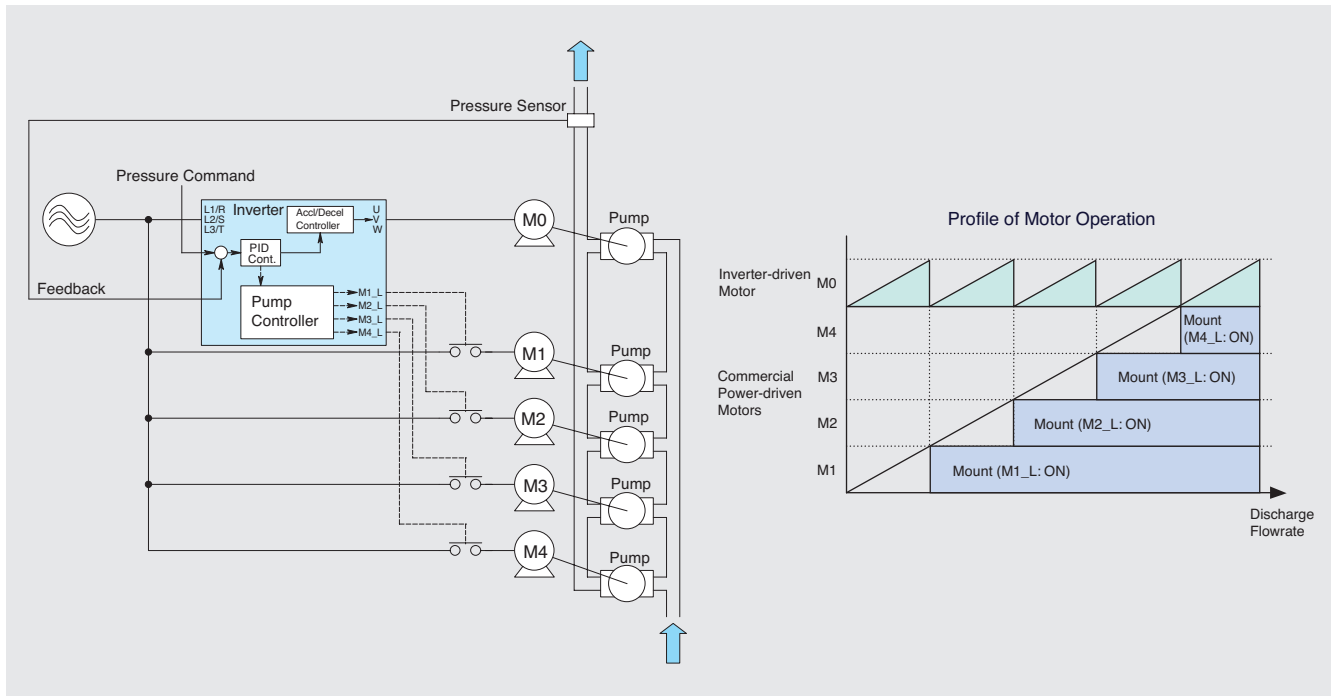 Pressure Sensor
Pressure Command
L1/R
L2/S
L3/T
Inverter
Accl/Decel
Controller
U
V
W
PID
Cont.
Feedback
Pump
Controller
M1_L
M2_L
M3_L
M4_L
M0
Pump
M1
Pump
M2
Pump
M3
Pump
M4
Pump
Profile of Motor Operation
Inverter-driven
Motor
M0
M4
Mount
(M4_L: ON)
Commercial
Power-driven
Motors
M3
Mount (M3_L: ON)
M2
Mount (M2_L: ON)
M1
Mount (M1_L: ON)
Discharge
Flowrate